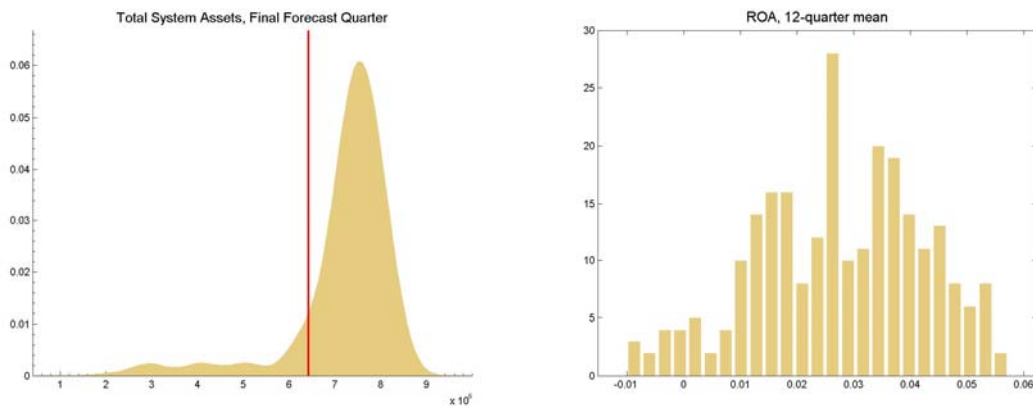 Total System Assets, Final Forecast Quarter
0.06
0.05
0.04
0.03
0.02
0.01
0
1 2 3 4 5 6 7 8 9
x 10⁶
ROA, 12-quarter mean
30
25
20
15
10
5
0
-0.01 0 0.01 0.02 0.03 0.04 0.05 0.06